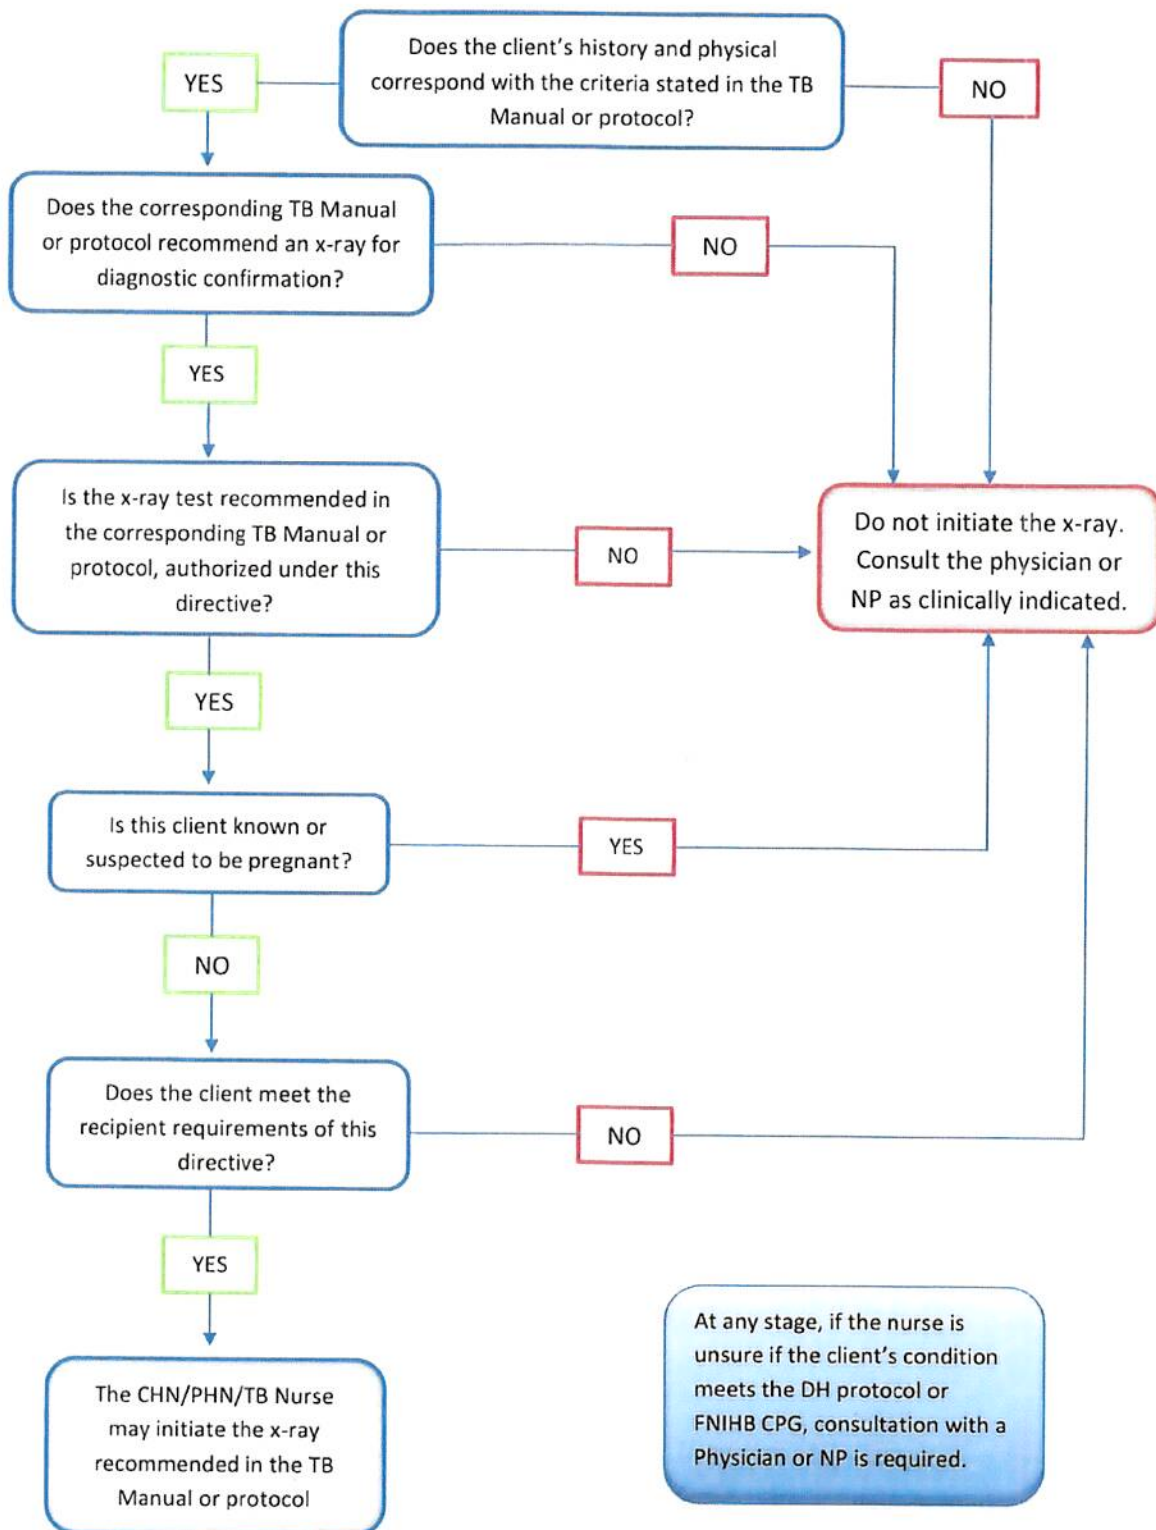 Does the client's history and physical
correspond with the criteria stated in the TB
Manual or protocol?
YES
NO
Does the corresponding TB Manual
or protocol recommend an x-ray for
diagnostic confirmation?
NO
YES
Is the x-ray test recommended in
the corresponding TB Manual or
protocol, authorized under this
directive?
NO
Do not initiate the x-ray.
Consult the physician or
NP as clinically indicated.
YES
Is this client known or
suspected to be pregnant?
YES
NO
Does the client meet the
recipient requirements of this
directive?
NO
YES
The CHN/PHN/TB Nurse
may initiate the x-ray
recommended in the TB
Manual or protocol
At any stage, if the nurse is
unsure if the client's condition
meets the DH protocol or
FNIHB CPG, consultation with a
Physician or NP is required.